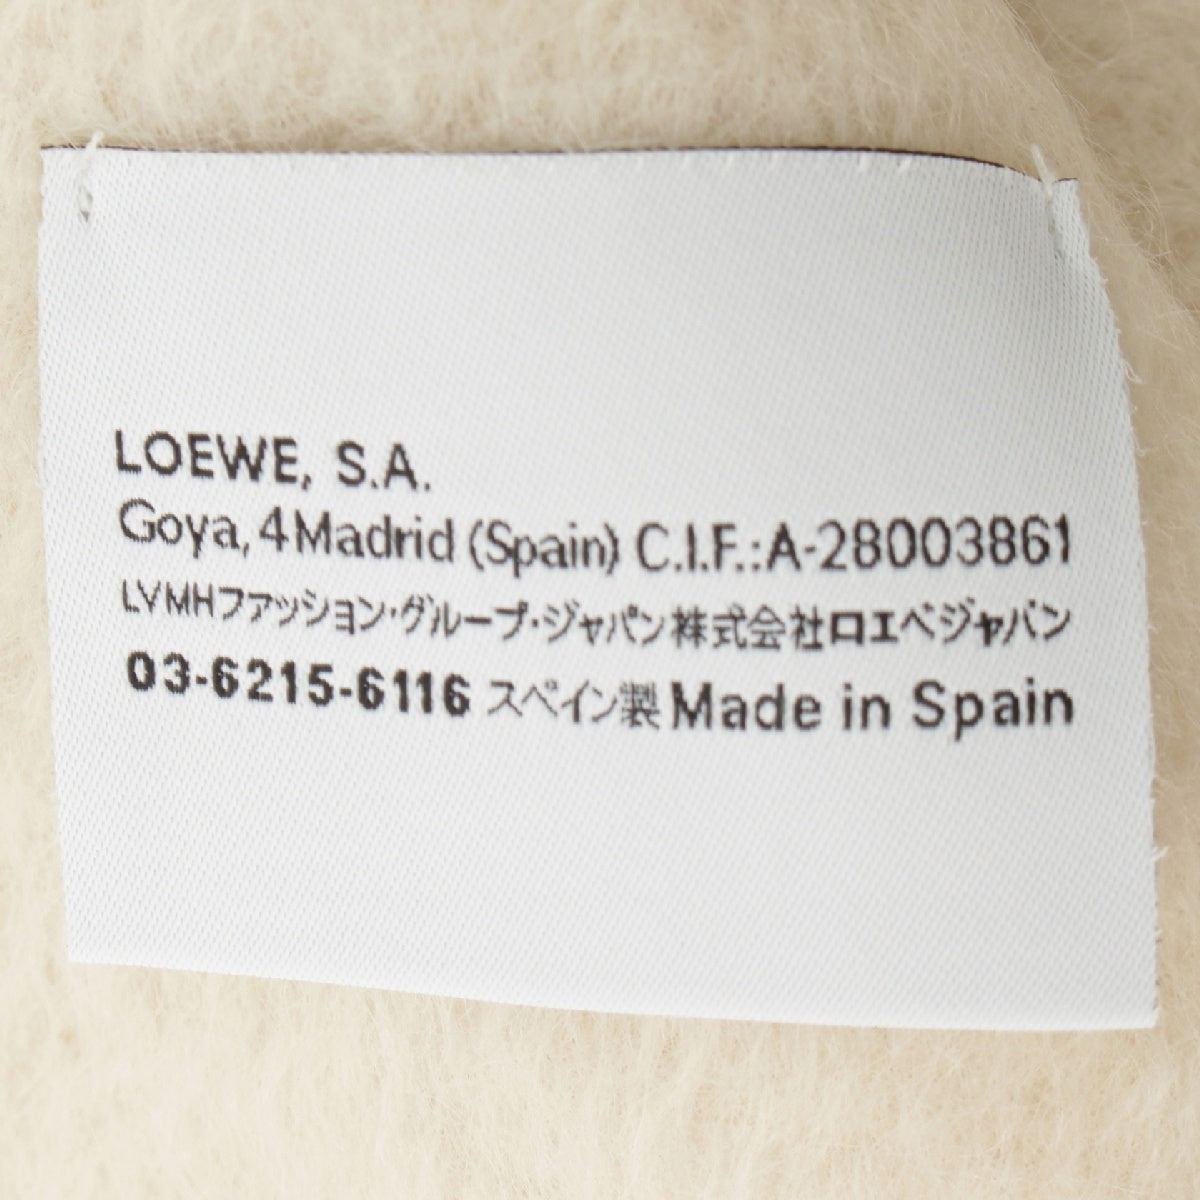 LOEWE, S.A.
Goya, 4 Madrid (Spain) C.I.F.: A-28003861
LVMHファッション・グループ・ジャパン株式会社ロエベジャパン
03-6215-6116 スペイン製 Made in Spain